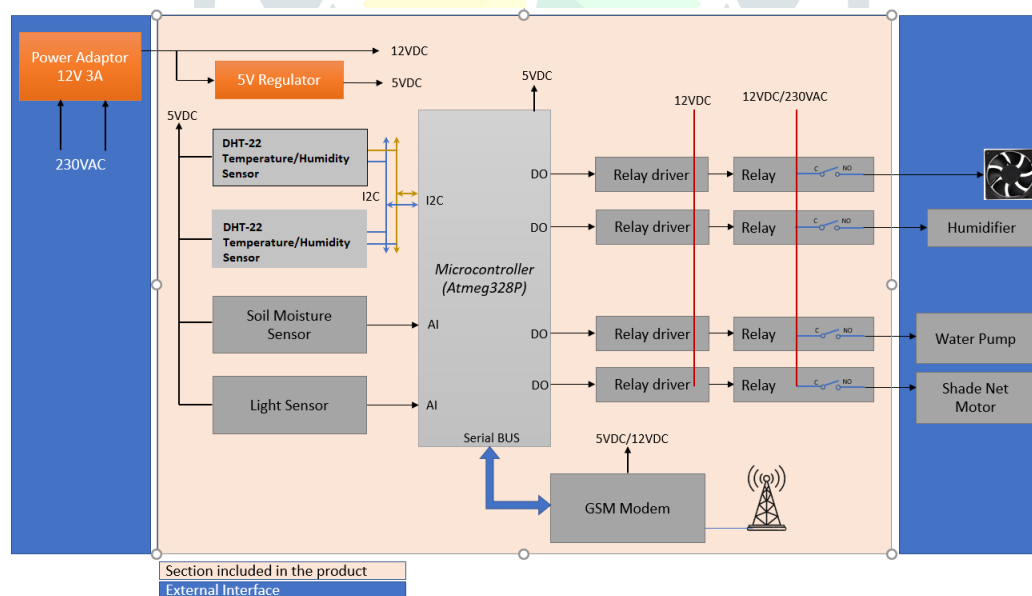 Power Adaptor
12V 3A
230VAC
12VDC
5V Regulator
5VDC
5VDC
DHT-22
Temperature/Humidity
Sensor
I2C
DHT-22
Temperature/Humidity
Sensor
Soil Moisture
Sensor
Light Sensor
5VDC
I2C
Microcontroller
(Atmeg328P)
AI
AI
DO
DO
DO
DO
Serial BUS
12VDC
12VDC/230VAC
Relay driver
Relay
C
NO
Relay driver
Relay
C
NO
Humidifier
Relay driver
Relay
C
NO
Water Pump
Relay driver
Relay
C
NO
Shade Net
Motor
5VDC/12VDC
GSM Modem
Section included in the product
External Interface